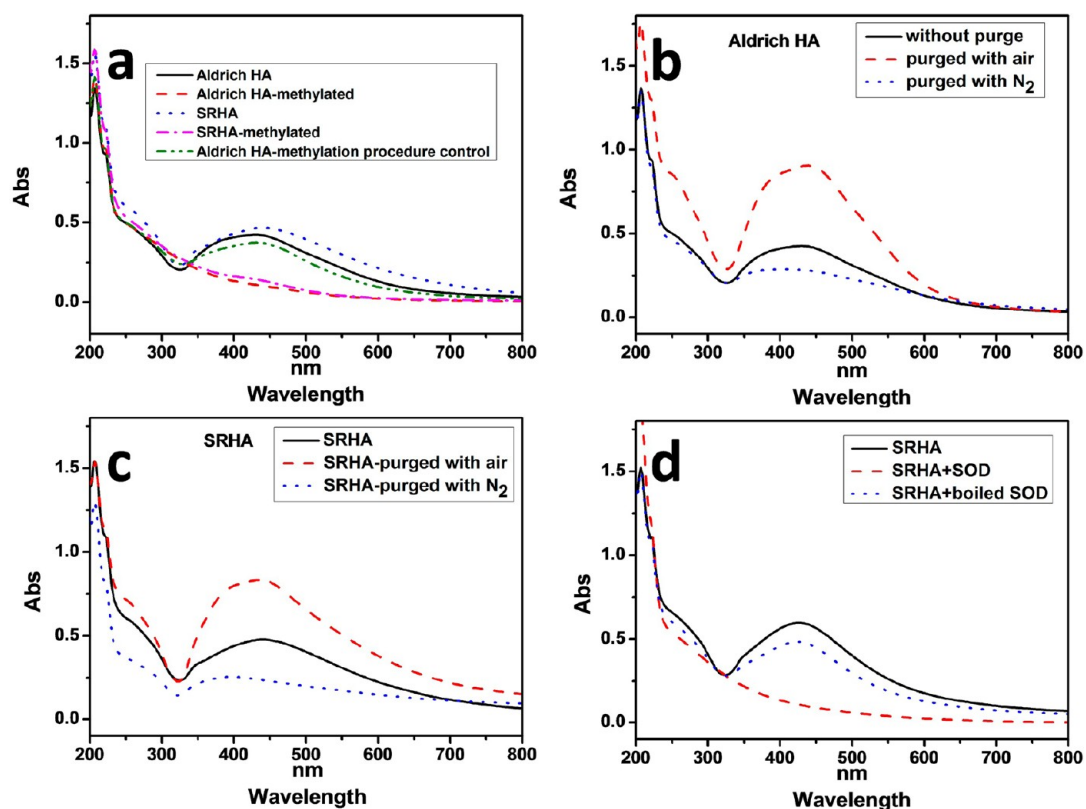 a
Aldrich HA
Aldrich HA-methylated
SRHA
SRHA-methylated
Aldrich HA-methylation procedure control
Abs
1.5
1.0
0.5
0.0
200 300 400 500 600 700 800
nm
Wavelength
b
Aldrich HA
without purge
purged with air
purged with N2
Abs
1.5
1.0
0.5
0.0
200 300 400 500 600 700 800
nm
Wavelength
c
SRHA
SRHA
SRHA-purged with air
SRHA-purged with N2
Abs
1.5
1.0
0.5
0.0
200 300 400 500 600 700 800
nm
Wavelength
d
SRHA
SRHA+SOD
SRHA+boiled SOD
Abs
1.5
1.0
0.5
0.0
200 300 400 500 600 700 800
nm
Wavelength